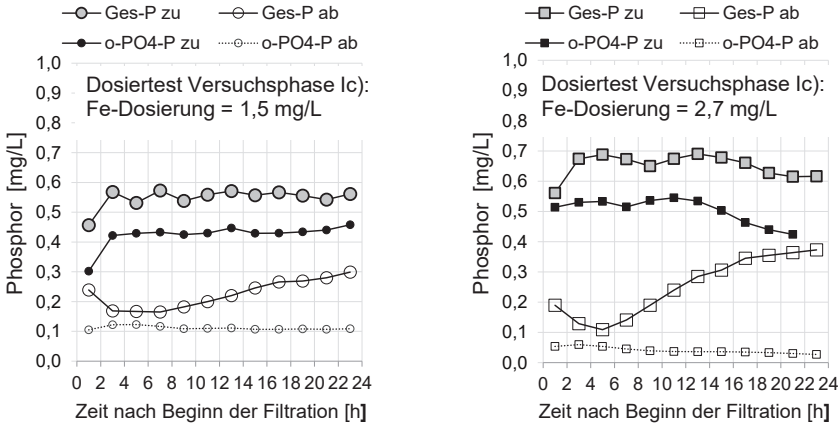 Ges-P zu Ges-P ab
o-PO4-P zu o-PO4-P ab
1,0
0,9
0,8
0,7
0,6
0,5
0,4
0,3
0,2
0,1
0,0
Phosphor [mg/L]
Dosiertest Versuchsphase Ic):
Fe-Dosierung = 1,5 mg/L
0 2 4 6 8 10 12 14 16 18 20 22 24
Zeit nach Beginn der Filtration [h]
Ges-P zu Ges-P ab
o-PO4-P zu o-PO4-P ab
1,0
0,9
0,8
0,7
0,6
0,5
0,4
0,3
0,2
0,1
0,0
Phosphor [mg/L]
Dosiertest Versuchsphase Ic):
Fe-Dosierung = 2,7 mg/L
0 2 4 6 8 10 12 14 16 18 20 22 24
Zeit nach Beginn der Filtration [h]